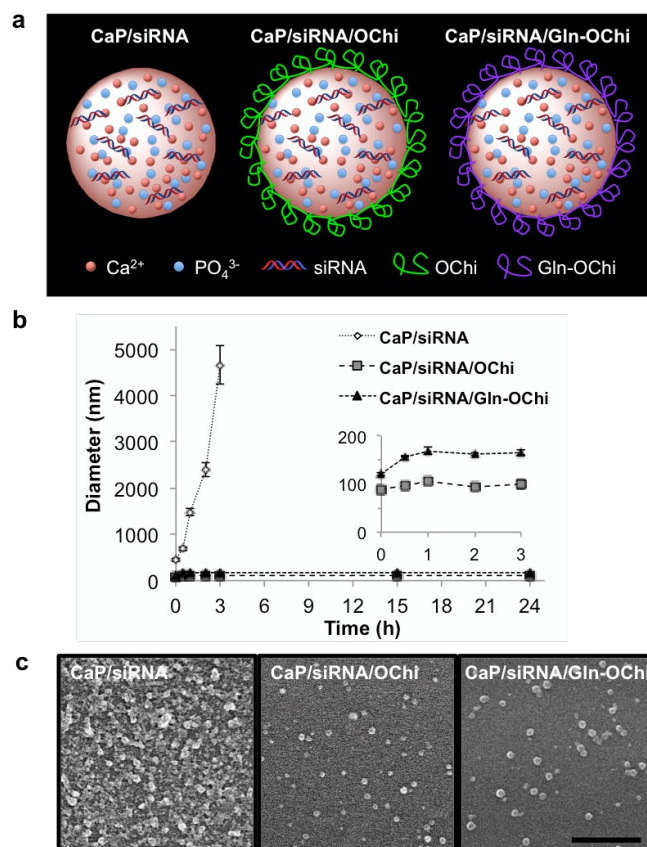 a
CaP/siRNA CaP/siRNA/OChi CaP/siRNA/Gln-OChi
Ca2+ PO43- siRNA OChi Gln-OChi
b
CaP/siRNA
CaP/siRNA/OChi
CaP/siRNA/Gln-OChi
Diameter (nm)
5000
4000
3000
2000
1000
0
200
100
0
0 1 2 3
0 3 6 9 12 15 18 21 24
Time (h)
c
CaP/siRNA CaP/siRNA/OChi CaP/siRNA/Gln-OChi